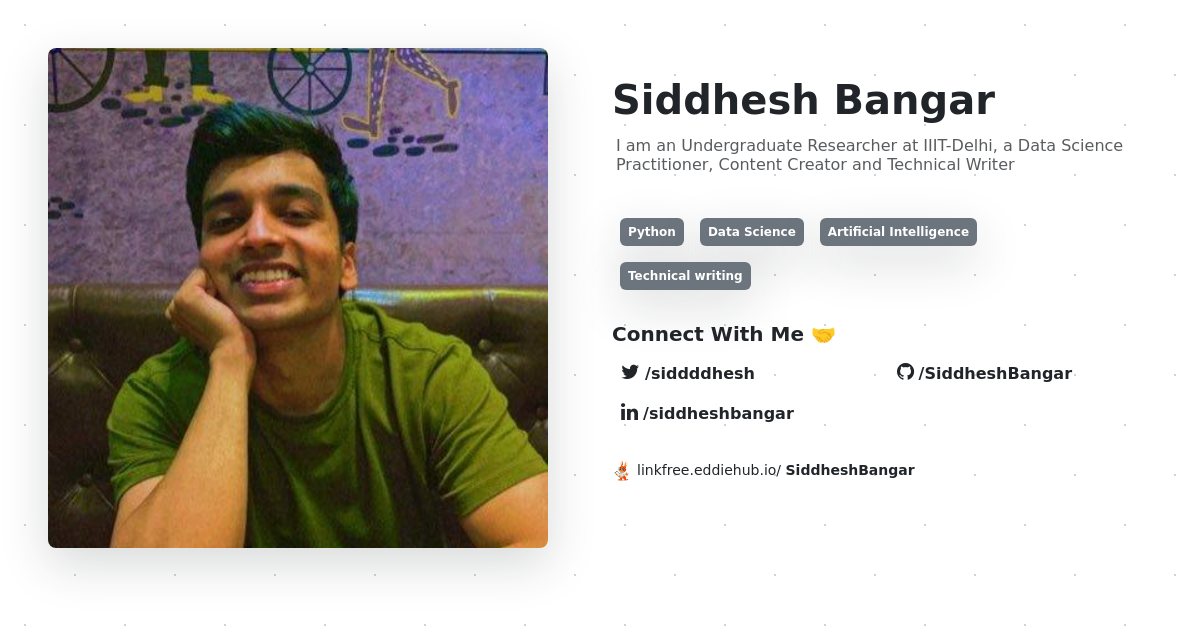 Siddhesh Bangar
I am an Undergraduate Researcher at IIIT-Delhi, a Data Science
Practitioner, Content Creator and Technical Writer
Python Data Science Artificial Intelligence
Technical writing
Connect With Me 🤝
/siddddhesh /SiddheshBangar
in /siddheshbangar
linkfree.eddiehub.io/ SiddheshBangar